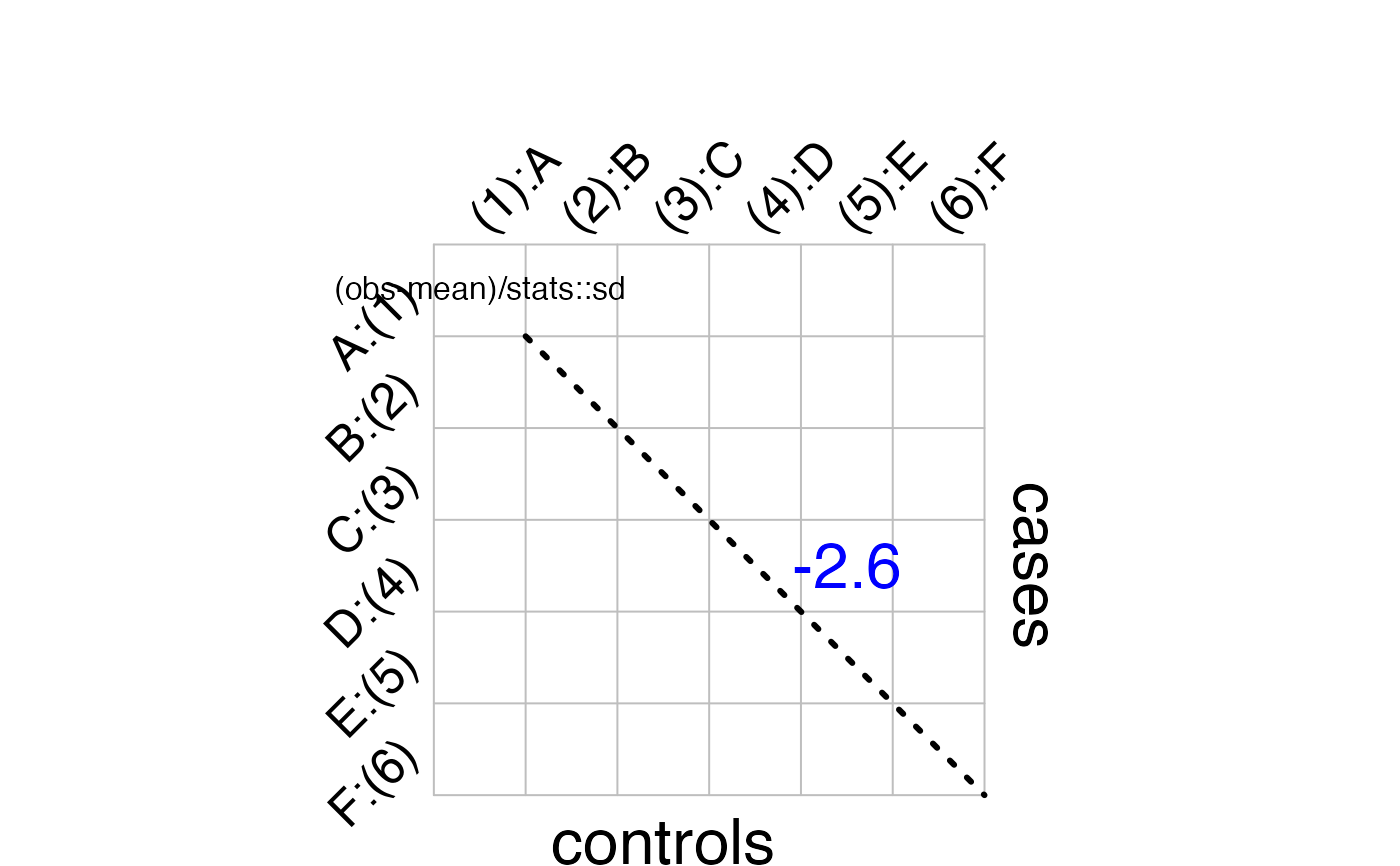 (1):A
(2):B
(3):C
(4):D
(5):E
(6):F
(obs-mean)/stats::sd
A:(1)
B:(2)
C:(3)
D:(4)
E:(5)
F:(6)
-2.6
cases
controls